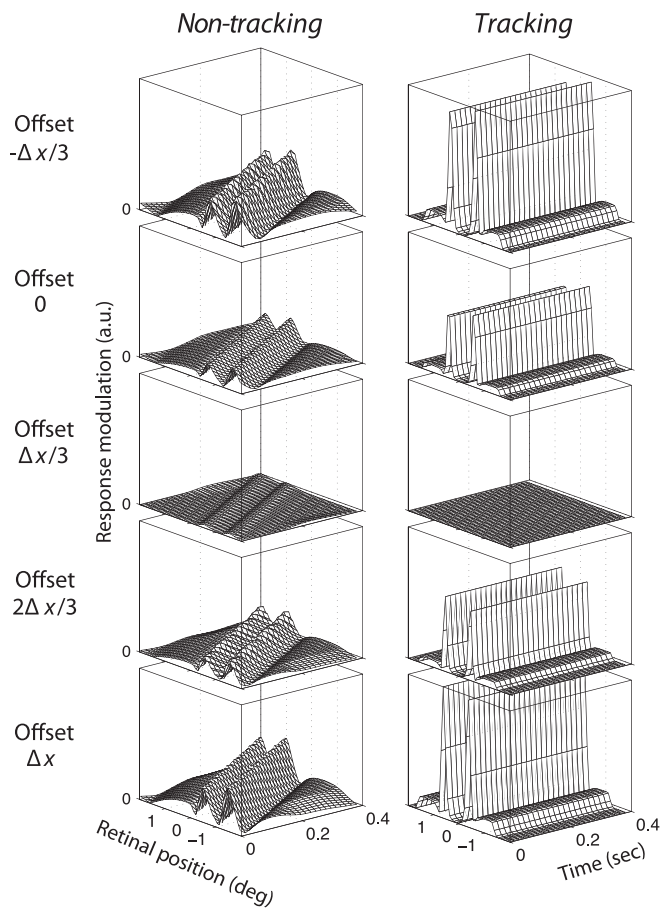 Non-tracking
Tracking
Offset
-Δx/3
0
Offset
0
0
Offset
Δx/3
0
Offset
2Δx/3
0
Offset
Δx
0
Response modulation (a.u.)
1
0
−1
0
0.2
0.4
Retinal position (deg)
1
0
−1
0
0.2
0.4
Time (sec)